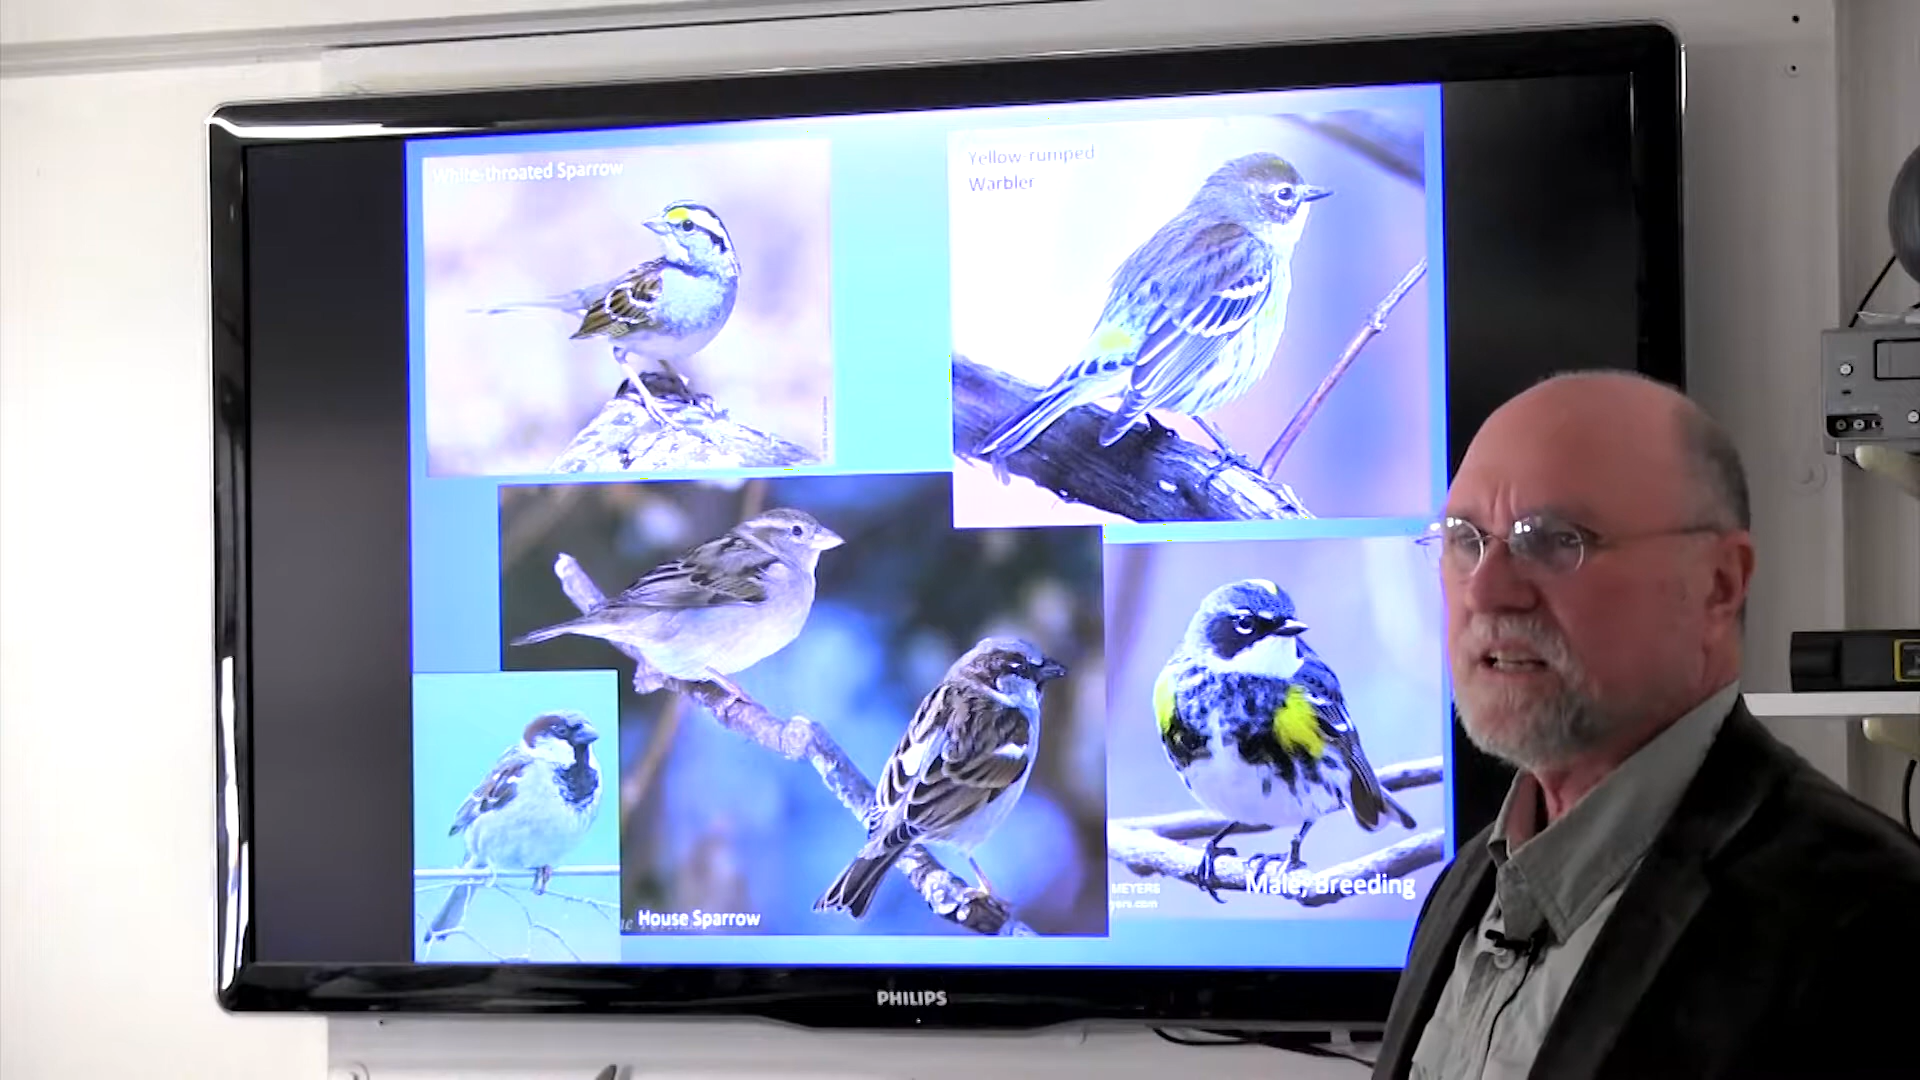 White-throated Sparrow
Yellow-rumped
Warbler
House Sparrow
MEYERS
Male, Breeding
PHILIPS